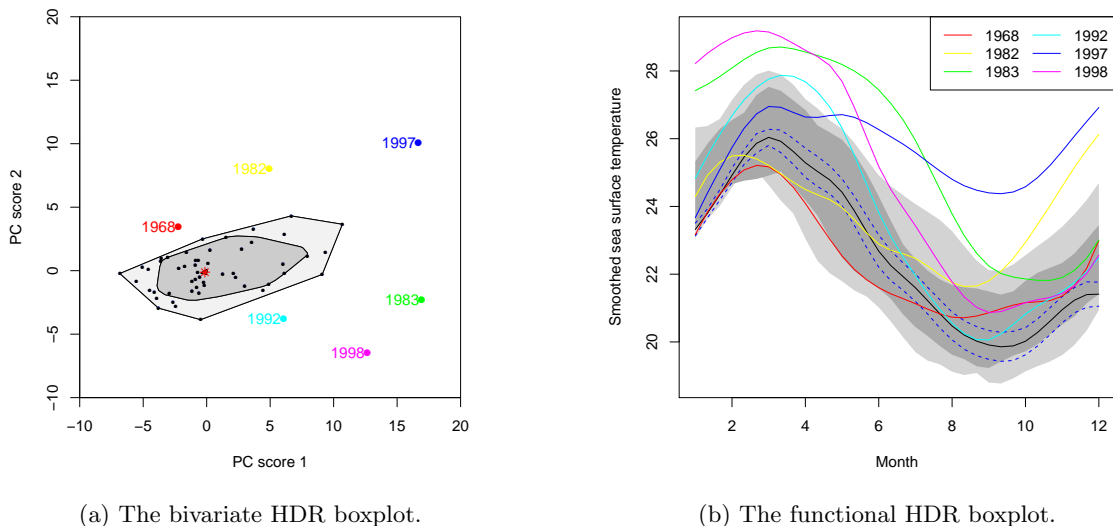 20
15
10
5
0
−5
−10
PC score 2
1997
1982
1968
1983
1992
1998
−10 −5 0 5 10 15 20
PC score 1
(a) The bivariate HDR boxplot.
28
26
24
22
20
Smoothed sea surface temperature
1968 1992
1982 1997
1983 1998
2 4 6 8 10 12
Month
(b) The functional HDR boxplot.